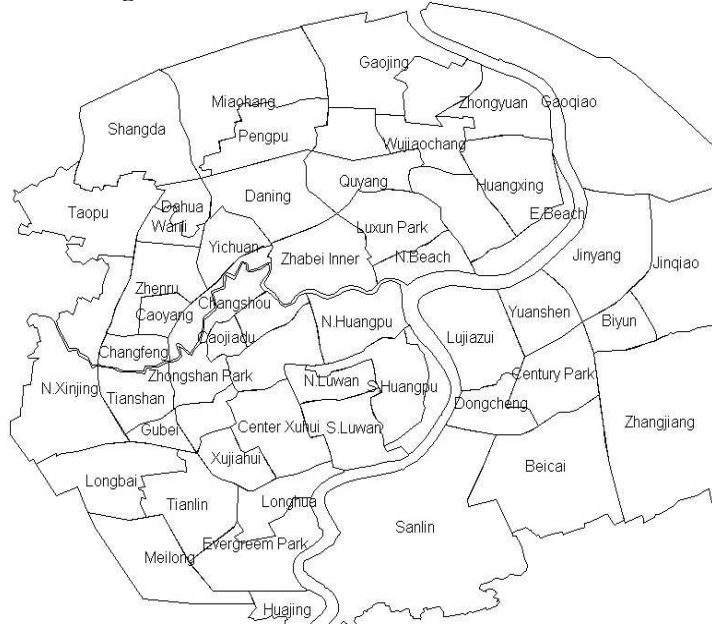 Gaojing
Miaohang
Zhongyuan
Gaoqiao
Shangda
Pengpu
Wujiaochang
Quyang
Huangxing
Daning
Dahua
Taopu
Wanli
E.Beach
Luxun Park
Yichuan
Zhabei Inner
N.Beach
Jinyang
Jinqiao
Zhenru
Changshou
Caoyang
Yuanshen
Biyun
N.Huangpu
Caojiadu
Lujiazui
Changfeng
Zhongshan Park
Century Park
N.Xinjing
N.Luwan
S.Huangpu
Tianshan
Dongcheng
Zhangjiang
Gubei
Center Xuhui
S.Luwan
Xujiahui
Beicai
Longbai
Tianlin
Longhua
Sanlin
Evergreem Park
Meilong
Huajing